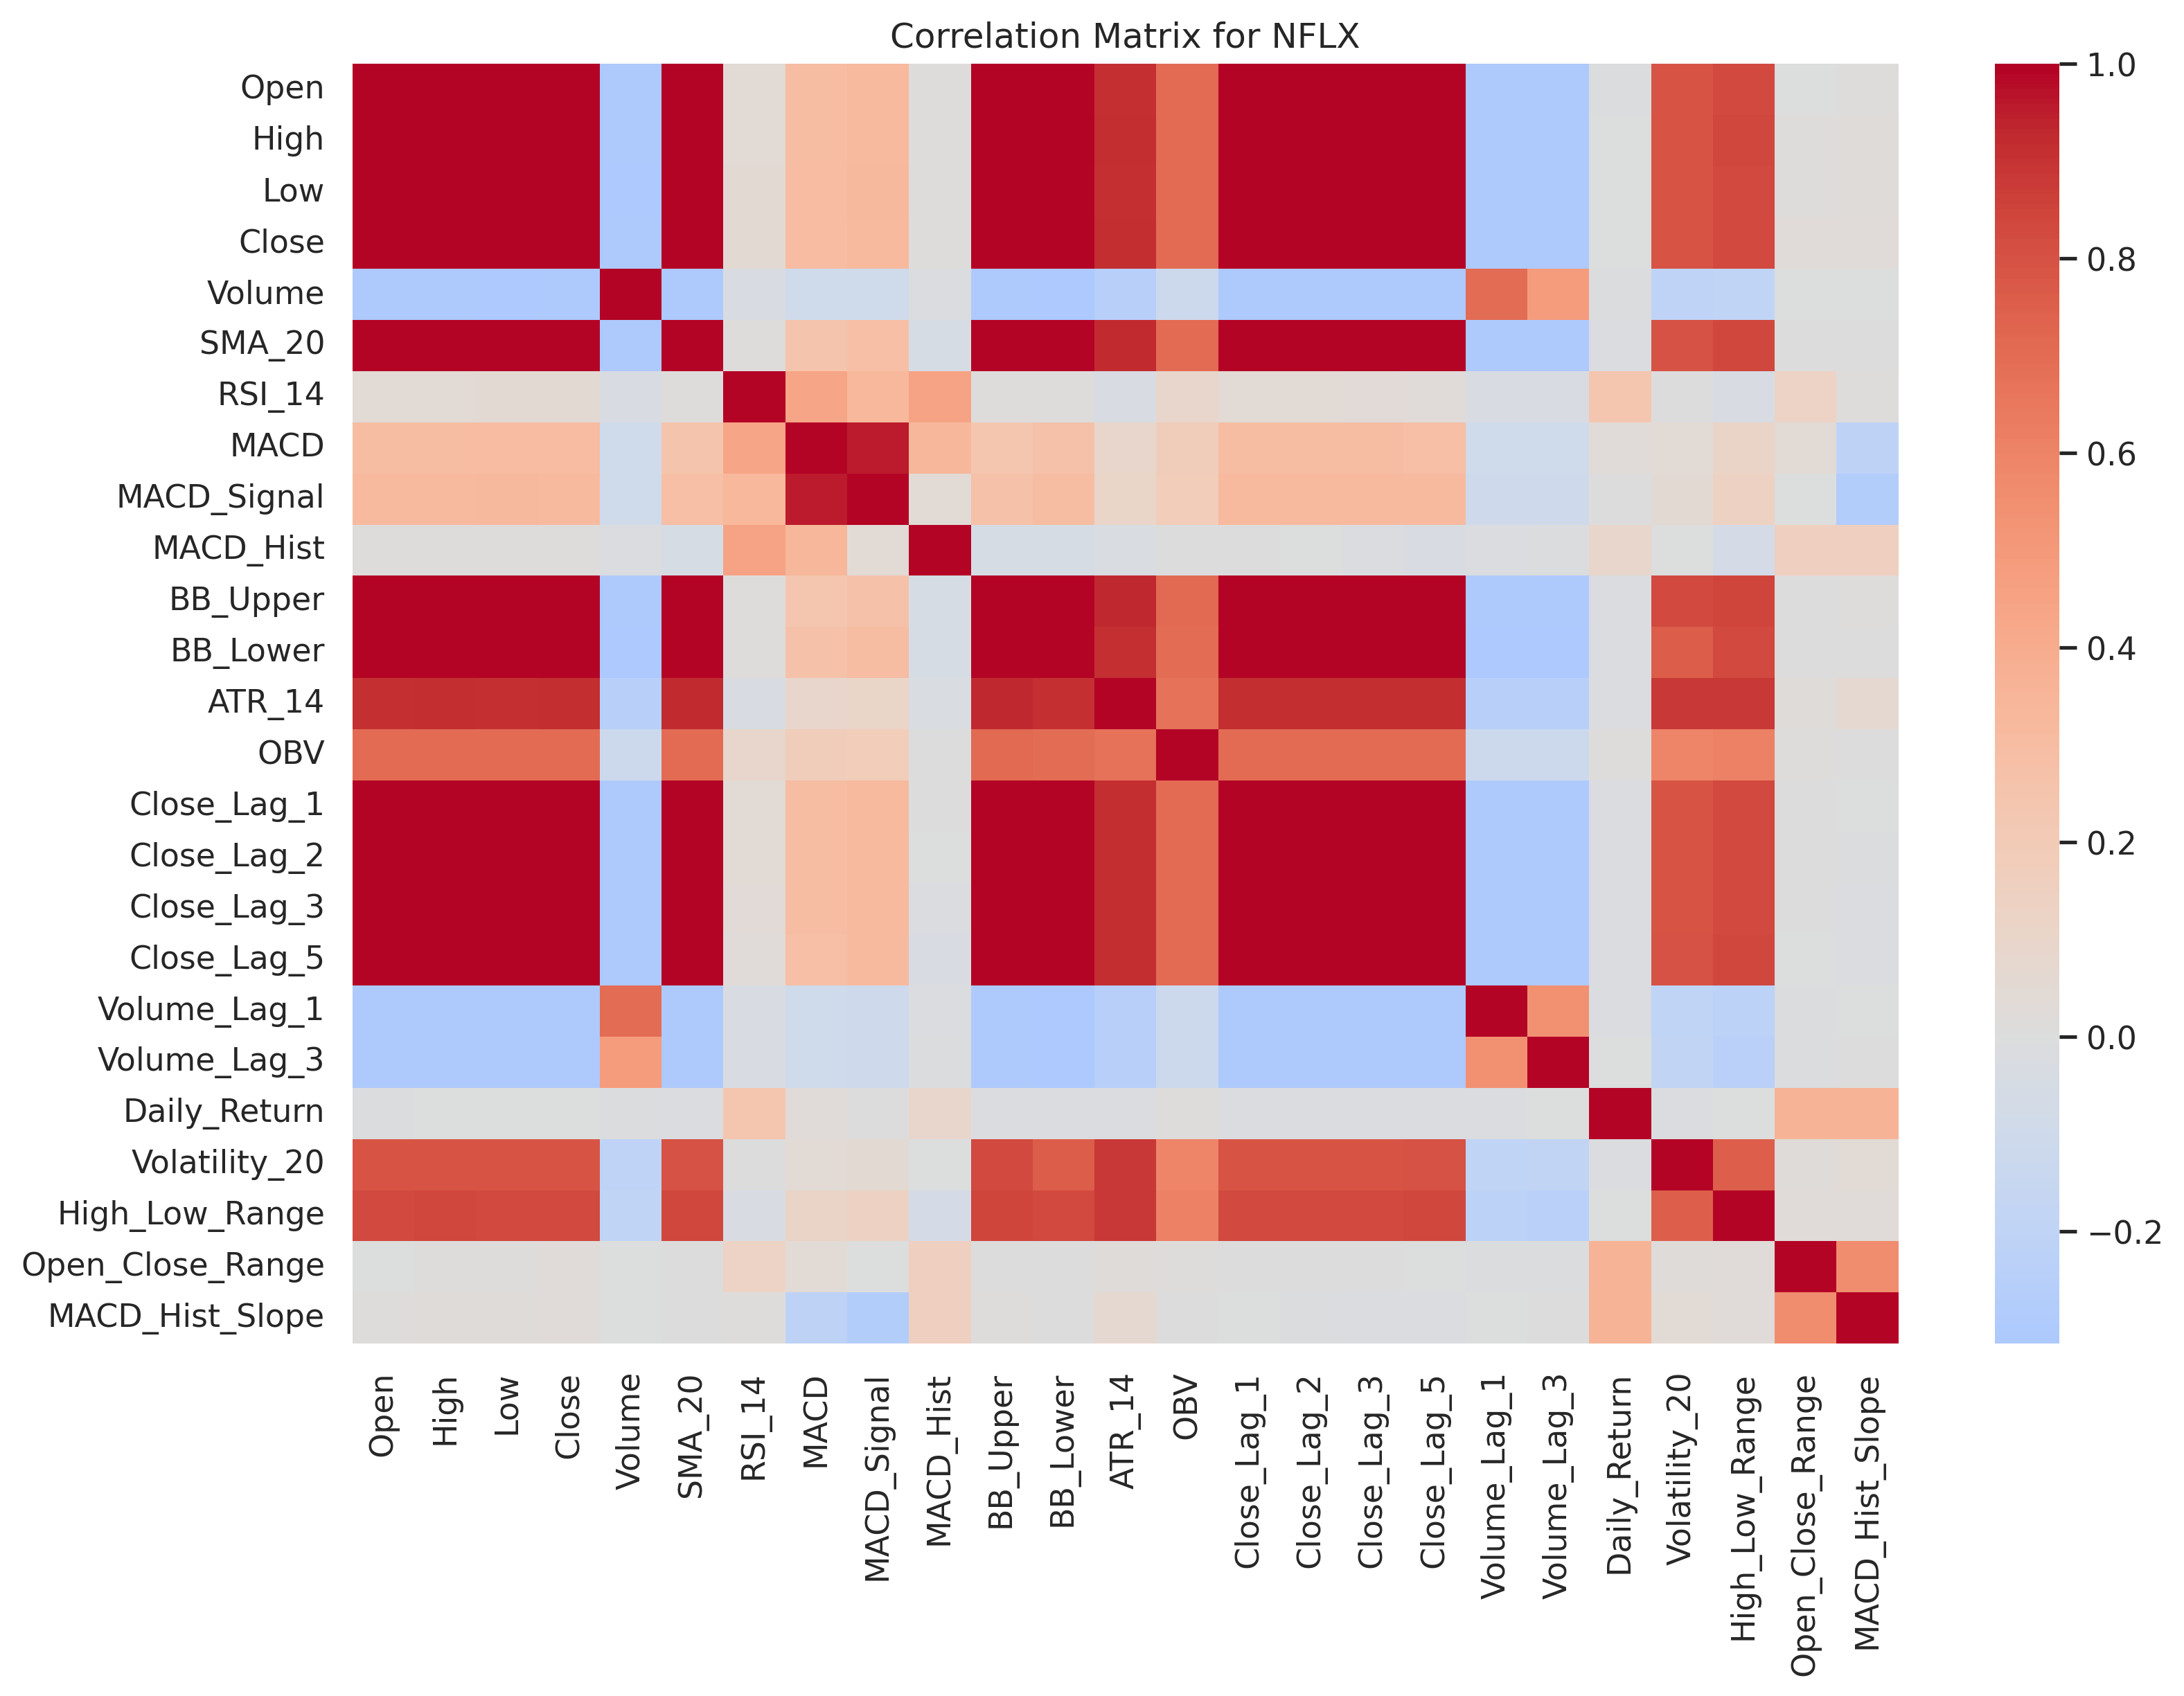 Correlation Matrix for NFLX
Open
High
Low
Close
Volume
SMA_20
RSI_14
MACD
MACD_Signal
MACD_Hist
BB_Upper
BB_Lower
ATR_14
OBV
Close_Lag_1
Close_Lag_2
Close_Lag_3
Close_Lag_5
Volume_Lag_1
Volume_Lag_3
Daily_Return
Volatility_20
High_Low_Range
Open_Close_Range
MACD_Hist_Slope
Open
High
Low
Close
Volume
SMA_20
RSI_14
MACD
MACD_Signal
MACD_Hist
BB_Upper
BB_Lower
ATR_14
OBV
Close_Lag_1
Close_Lag_2
Close_Lag_3
Close_Lag_5
Volume_Lag_1
Volume_Lag_3
Daily_Return
Volatility_20
High_Low_Range
Open_Close_Range
MACD_Hist_Slope
1.0
0.8
0.6
0.4
0.2
0.0
−0.2